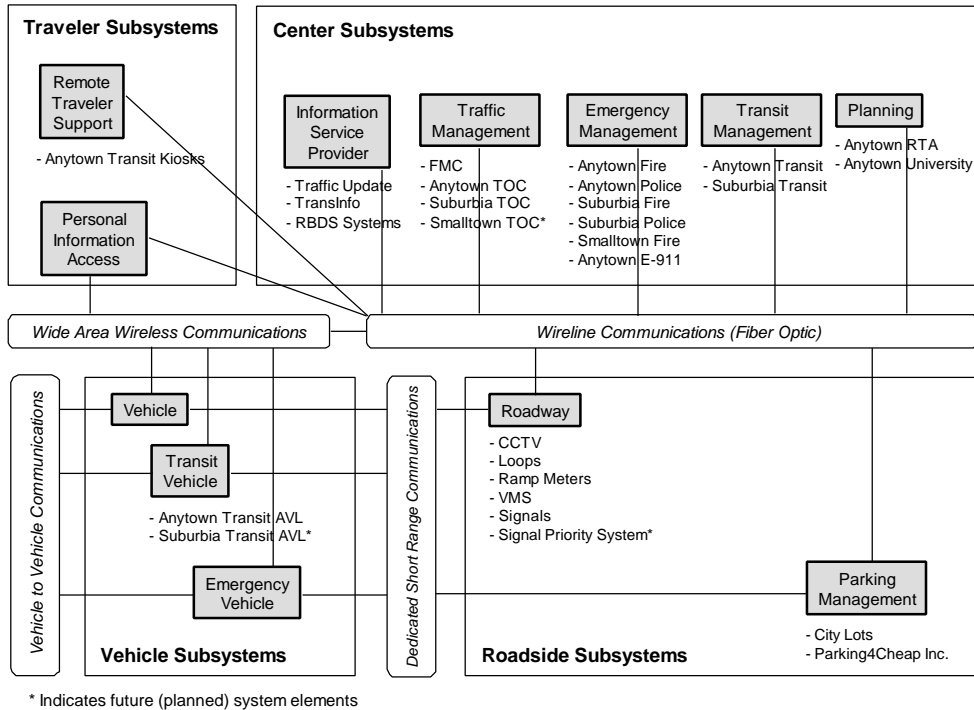 Traveler Subsystems
Remote
Traveler
Support
- Anytown Transit Kiosks
Personal
Information
Access
Center Subsystems
Information
Service
Provider
- Traffic Update
- TransInfo
- RBDS Systems
Traffic
Management
- FMC
- Anytown TOC
- Suburbia TOC
- Smalltown TOC*
Emergency
Management
- Anytown Fire
- Anytown Police
- Suburbia Fire
- Suburbia Police
- Smalltown Fire
- Anytown E-911
Transit
Management
- Anytown Transit
- Suburbia Transit
Planning
- Anytown RTA
- Anytown University
Wide Area Wireless Communications
Wireline Communications (Fiber Optic)
Vehicle to Vehicle Communications
Vehicle
Transit
Vehicle
- Anytown Transit AVL
- Suburbia Transit AVL*
Emergency
Vehicle
Vehicle Subsystems
Dedicated Short Range Communications
Roadway
- CCTV
- Loops
- Ramp Meters
- VMS
- Signals
- Signal Priority System*
Parking
Management
- City Lots
- Parking4Cheap Inc.
Roadside Subsystems
* Indicates future (planned) system elements